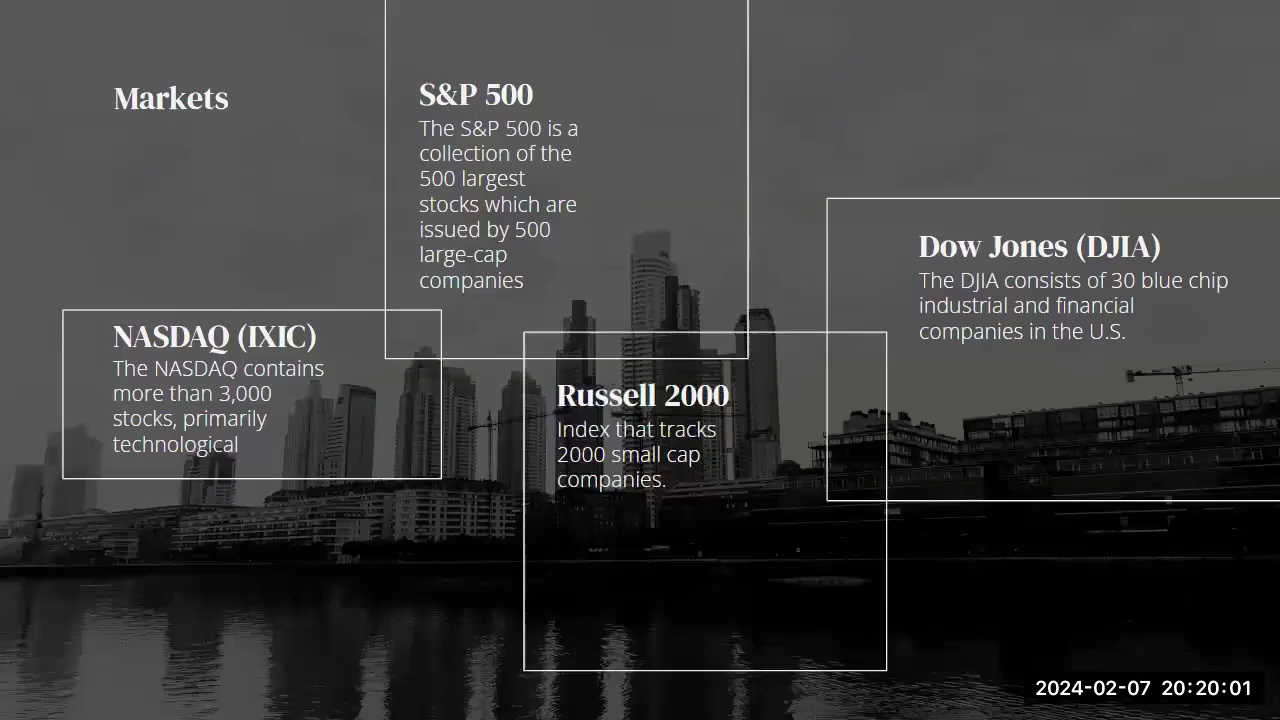 Markets
S&P 500
The S&P 500 is a
collection of the
500 largest
stocks which are
issued by 500
large-cap
companies
Dow Jones (DJIA)
The DJIA consists of 30 blue chip
industrial and financial
companies in the U.S.
NASDAQ (IXIC)
The NASDAQ contains
more than 3,000
stocks, primarily
technological
Russell 2000
Index that tracks
2000 small cap
companies.
2024-02-07 20:20:01